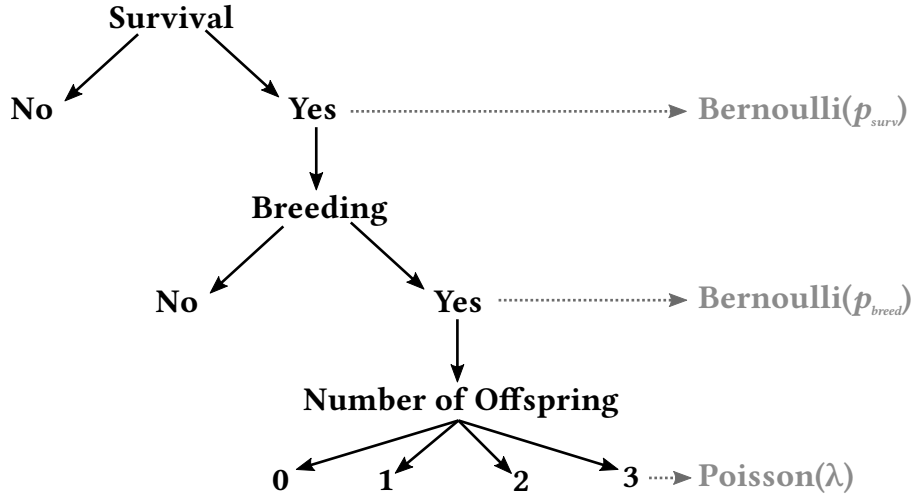 Survival
No Yes Bernoulli(p_surv)
Breeding
No Yes Bernoulli(p_breed)
Number of Offspring
0 1 2 3 Poisson(λ)